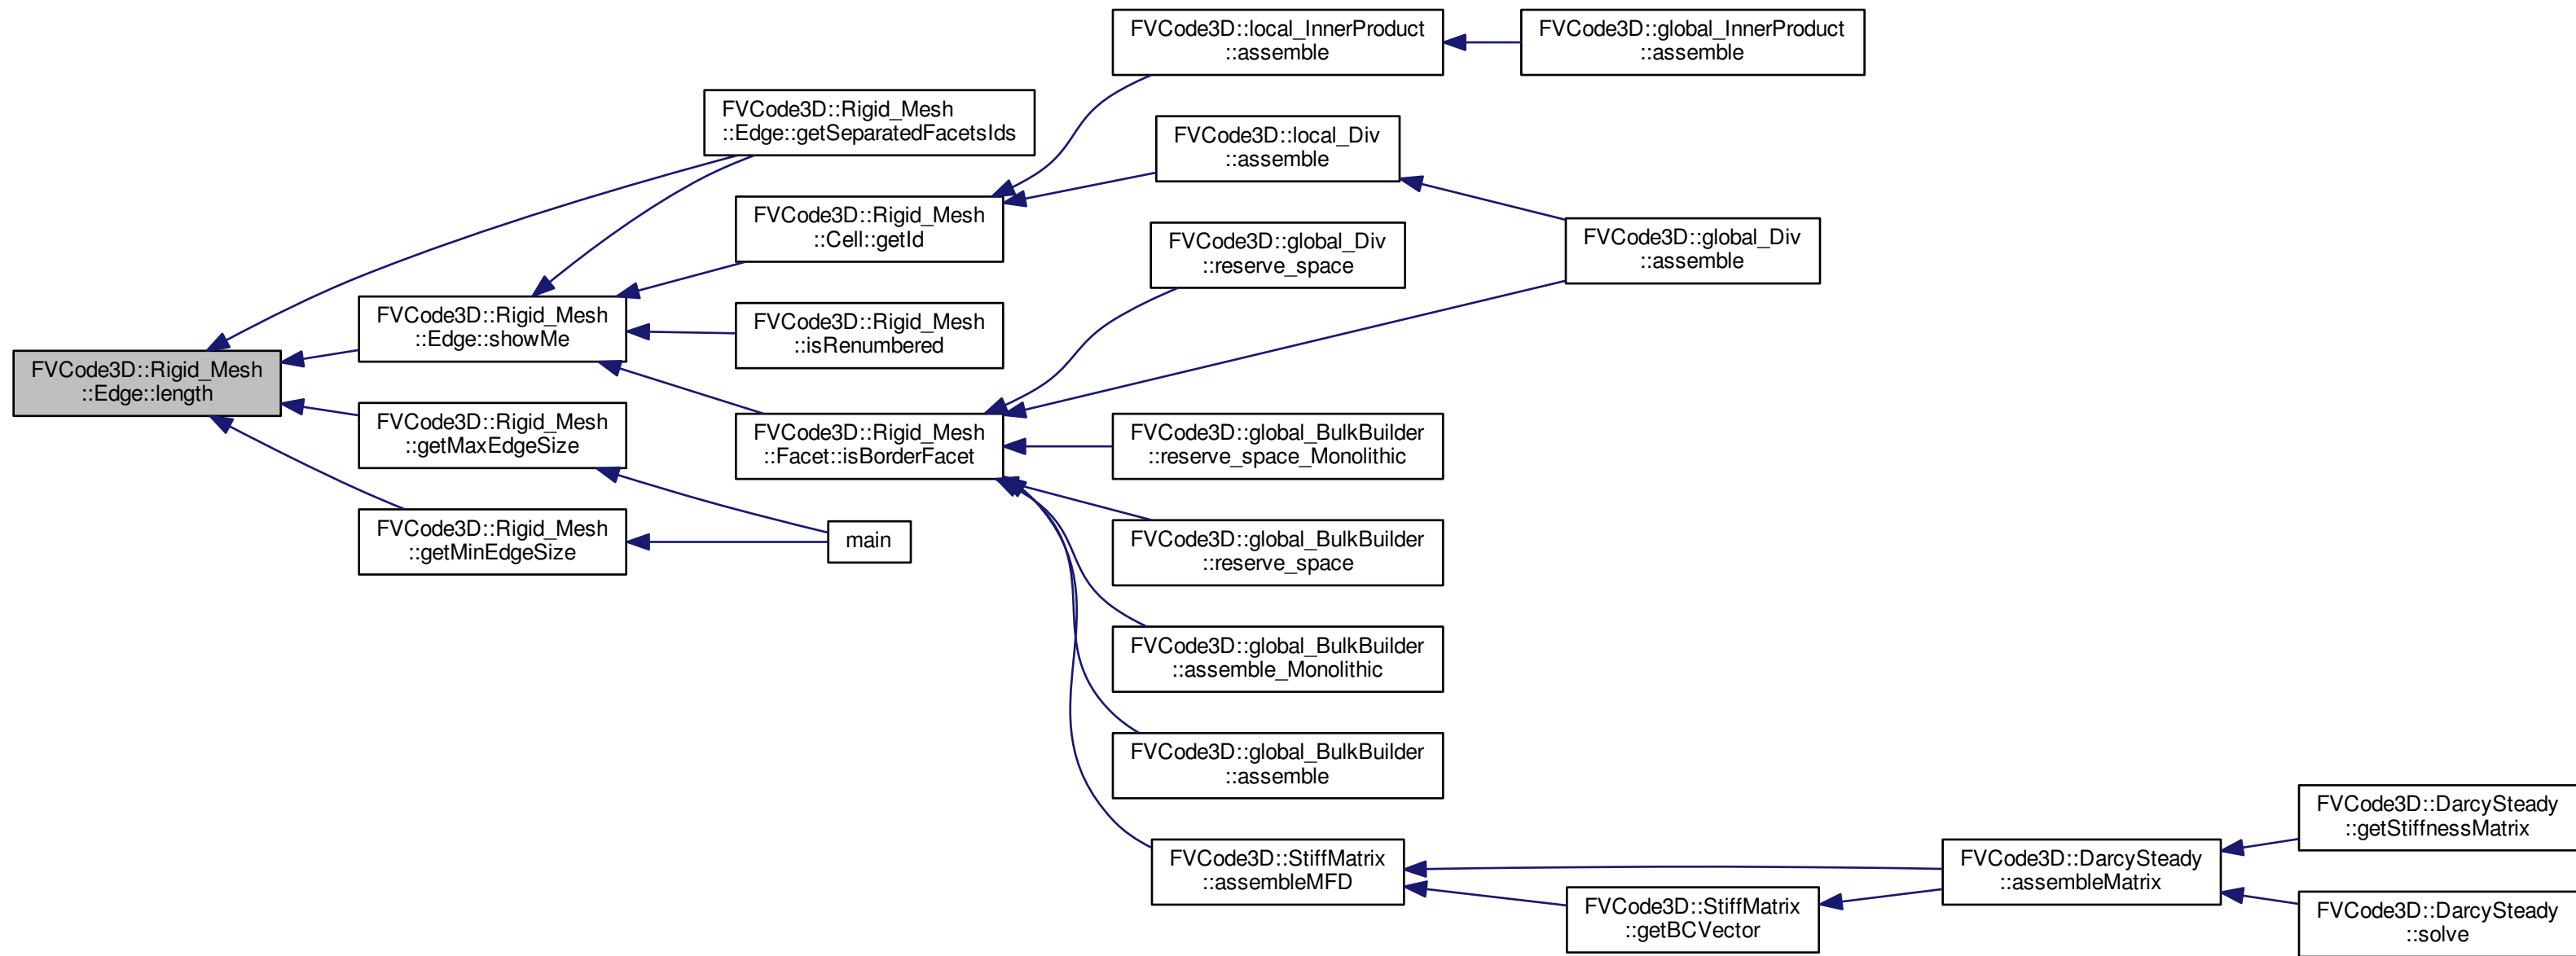 FVCode3D::local_InnerProduct
::assemble
FVCode3D::global_InnerProduct
::assemble
FVCode3D::Rigid_Mesh
::Edge::getSeparatedFacetsIds
FVCode3D::local_Div
::assemble
FVCode3D::Rigid_Mesh
::Cell::getId
FVCode3D::global_Div
::reserve_space
FVCode3D::global_Div
::assemble
FVCode3D::Rigid_Mesh
::Edge::showMe
FVCode3D::Rigid_Mesh
::isRenumbered
FVCode3D::Rigid_Mesh
::Edge::length
FVCode3D::Rigid_Mesh
::getMaxEdgeSize
FVCode3D::Rigid_Mesh
::Facet::isBorderFacet
FVCode3D::global_BulkBuilder
::reserve_space_Monolithic
FVCode3D::Rigid_Mesh
::getMinEdgeSize
main
FVCode3D::global_BulkBuilder
::reserve_space
FVCode3D::global_BulkBuilder
::assemble_Monolithic
FVCode3D::global_BulkBuilder
::assemble
FVCode3D::StiffMatrix
::assembleMFD
FVCode3D::StiffMatrix
::getBCVector
FVCode3D::DarcySteady
::assembleMatrix
FVCode3D::DarcySteady
::getStiffnessMatrix
FVCode3D::DarcySteady
::solve